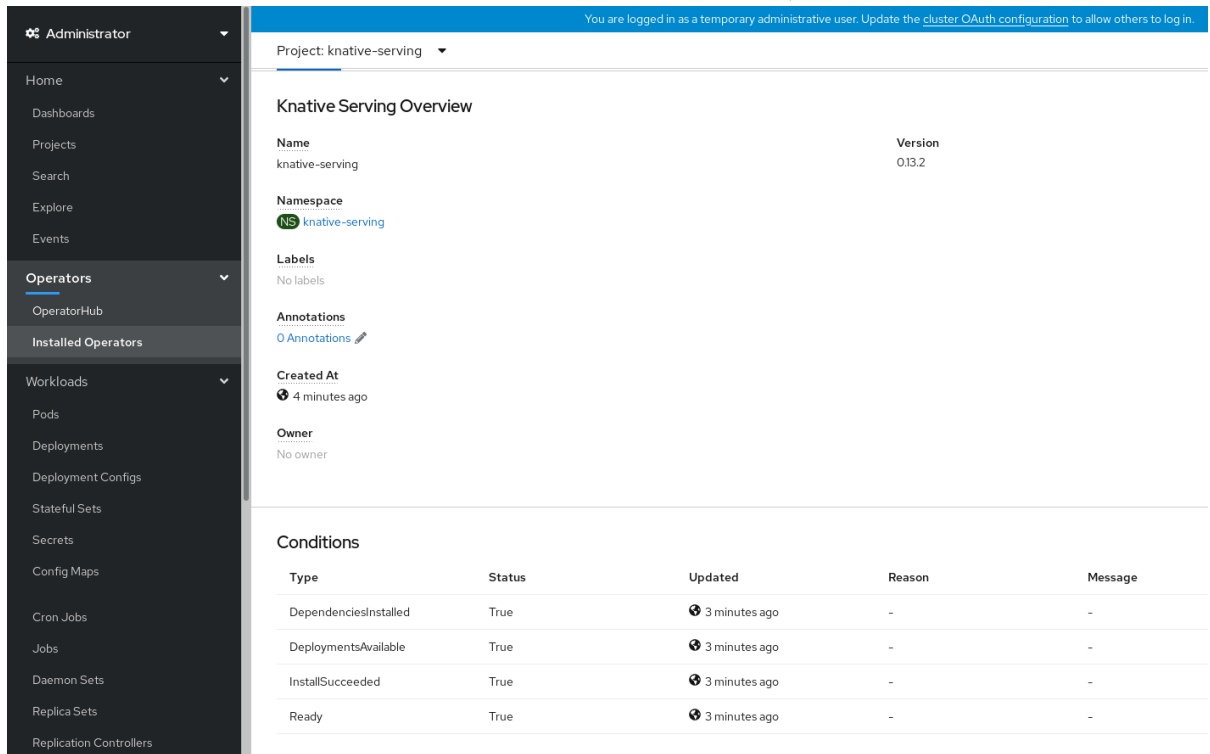 You are logged in as a temporary administrative user. Update the cluster OAuth configuration to allow others to log in.
Administrator
Home
Dashboards
Projects
Search
Explore
Events
Operators
OperatorHub
Installed Operators
Workloads
Pods
Deployments
Deployment Configs
Stateful Sets
Secrets
Config Maps
Cron Jobs
Jobs
Daemon Sets
Replica Sets
Replication Controllers
Project: knative-serving
Knative Serving Overview
Name
knative-serving
Version
0.13.2
Namespace
NS knative-serving
Labels
No labels
Annotations
0 Annotations
Created At
4 minutes ago
Owner
No owner
Conditions
Type Status Updated Reason Message
DependenciesInstalled True 3 minutes ago - -
DeploymentsAvailable True 3 minutes ago - -
InstallSucceeded True 3 minutes ago - -
Ready True 3 minutes ago - -